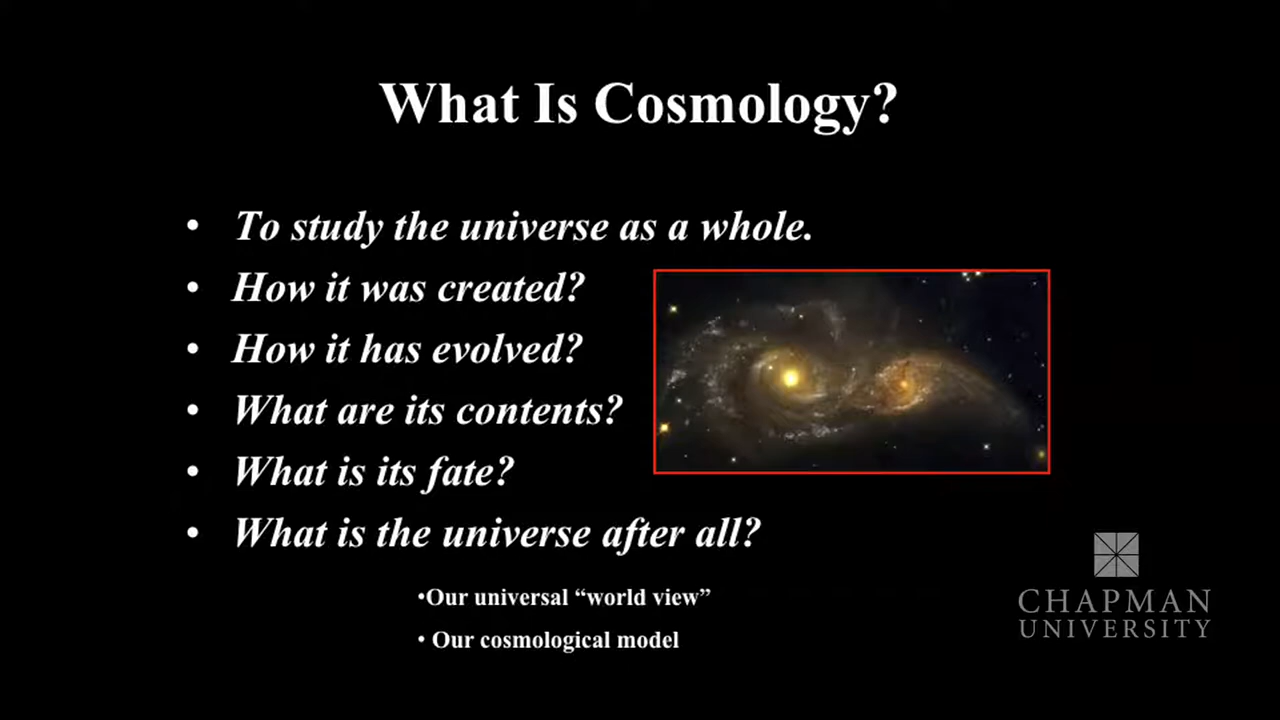 What Is Cosmology?
• To study the universe as a whole.
• How it was created?
• How it has evolved?
• What are its contents?
• What is its fate?
• What is the universe after all?
•Our universal “world view”
• Our cosmological model
CHAPMAN
UNIVERSITY